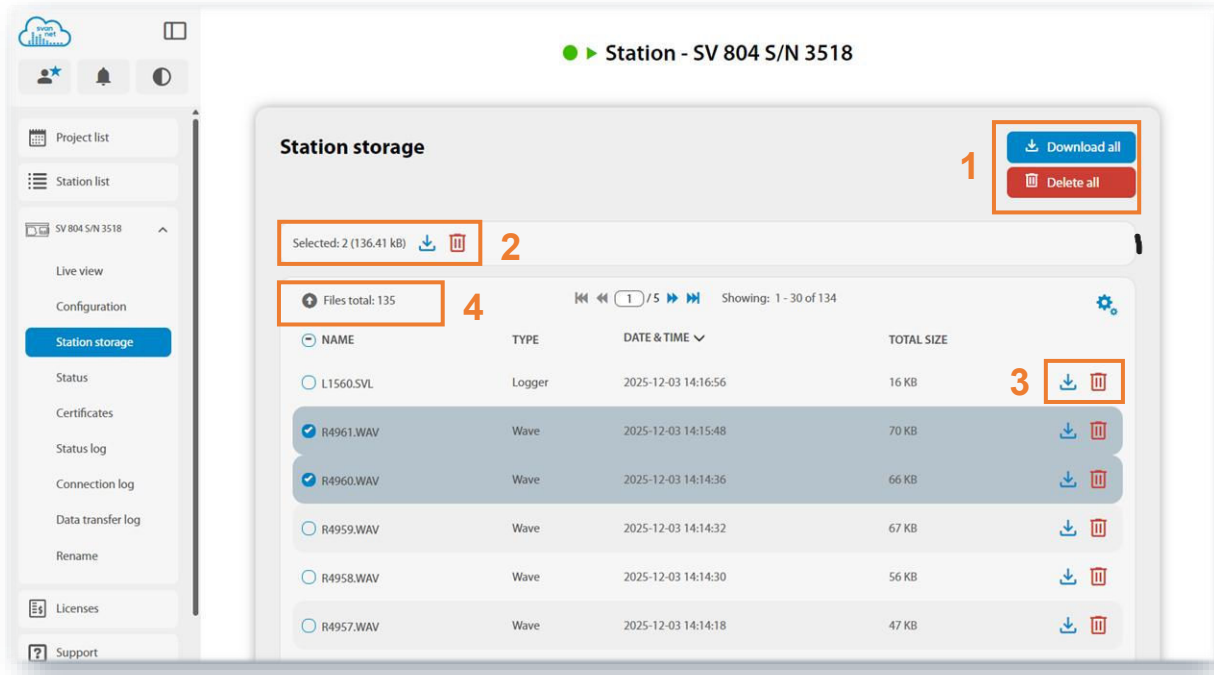 svan
net
Station - SV 804 S/N 3518
Project list
Station list
SV 804 S/N 3518
Live view
Configuration
Station storage
Status
Certificates
Status log
Connection log
Data transfer log
Rename
Licenses
Support
Station storage
1
Download all
Delete all
Selected: 2 (136.41 kB)
2
Files total: 135
4
1 / 5
Showing: 1 - 30 of 134
NAME TYPE DATE & TIME TOTAL SIZE
L1560.SVL Logger 2025-12-03 14:16:56 16 KB
3
R4961.WAV Wave 2025-12-03 14:15:48 70 KB
R4960.WAV Wave 2025-12-03 14:14:36 66 KB
R4959.WAV Wave 2025-12-03 14:14:32 67 KB
R4958.WAV Wave 2025-12-03 14:14:30 56 KB
R4957.WAV Wave 2025-12-03 14:14:18 47 KB